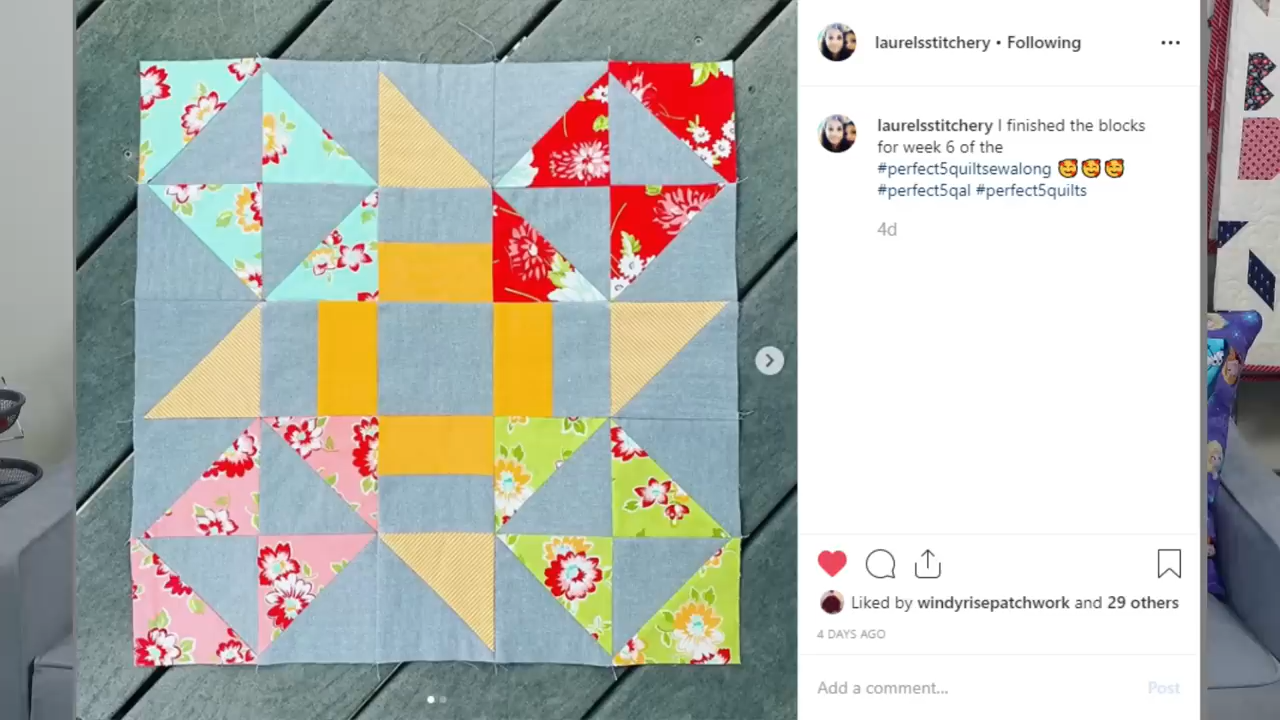 laurelsstitchery • Following
laurelsstitchery I finished the blocks
for week 6 of the
#perfect5quiltsewalong 🥰🥰🥰
#perfect5qal #perfect5quilts
4d
Liked by windyrisepatchwork and 29 others
4 DAYS AGO
Add a comment...
Post